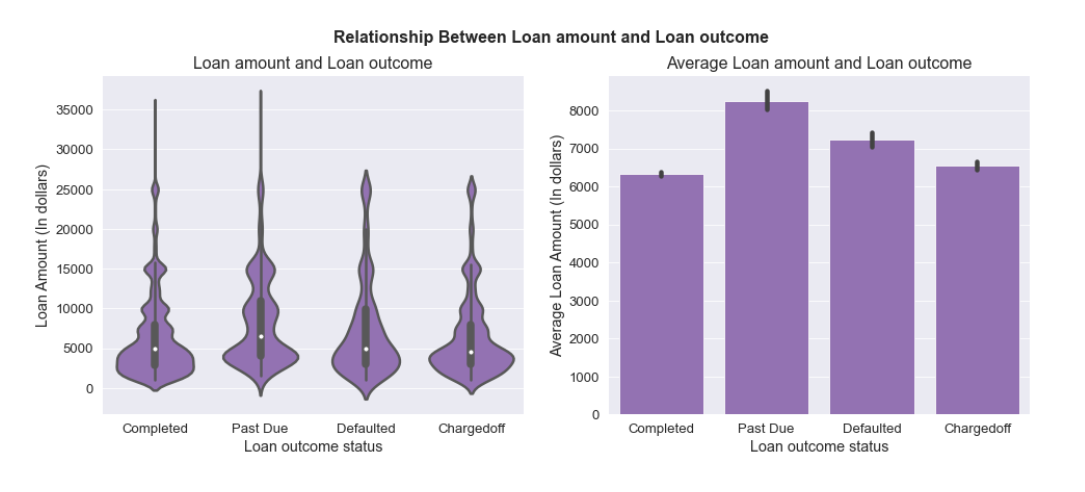 Relationship Between Loan amount and Loan outcome
Loan amount and Loan outcome
Loan Amount (In dollars)
35000
30000
25000
20000
15000
10000
5000
0
Completed
Past Due
Defaulted
Chargedoff
Loan outcome status
Average Loan amount and Loan outcome
Average Loan Amount (In dollars)
8000
7000
6000
5000
4000
3000
2000
1000
0
Completed
Past Due
Defaulted
Chargedoff
Loan outcome status